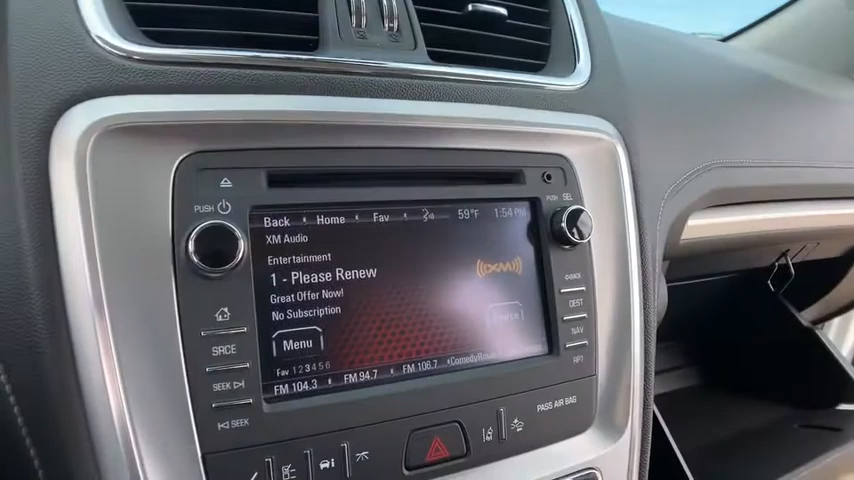 PUSH
PUSH SEL
Back Home Fav 59°F 1:54 PM
XM Audio
Entertainment
1 - Please Renew
Great Offer Now!
No Subscription
XM
Menu
Fav 1 2 3 4 5 6
FM 104.3 FM 94.7 FM 106.7
SRCE
SEEK
SEEK
BACK
DEST
NAV
RPT
PASS AIR BAG